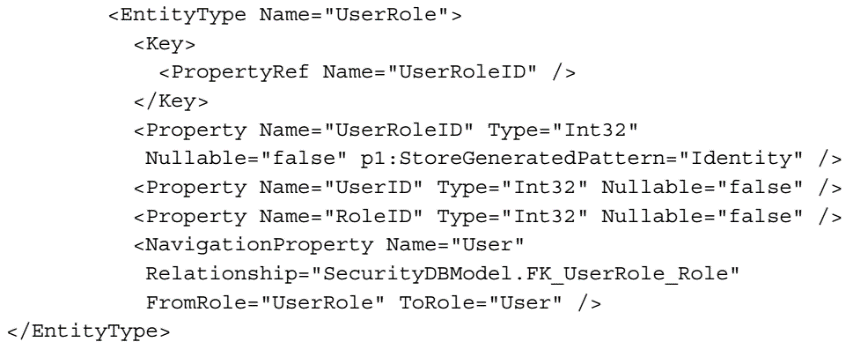 <EntityType Name="UserRole">
<Key>
<PropertyRef Name="UserRoleID" />
</Key>
<Property Name="UserRoleID" Type="Int32"
Nullable="false" p1:StoreGeneratedPattern="Identity" />
<Property Name="UserID" Type="Int32" Nullable="false" />
<Property Name="RoleID" Type="Int32" Nullable="false" />
<NavigationProperty Name="User"
Relationship="SecurityDBModel.FK_UserRole_Role"
FromRole="UserRole" ToRole="User" />
</EntityType>